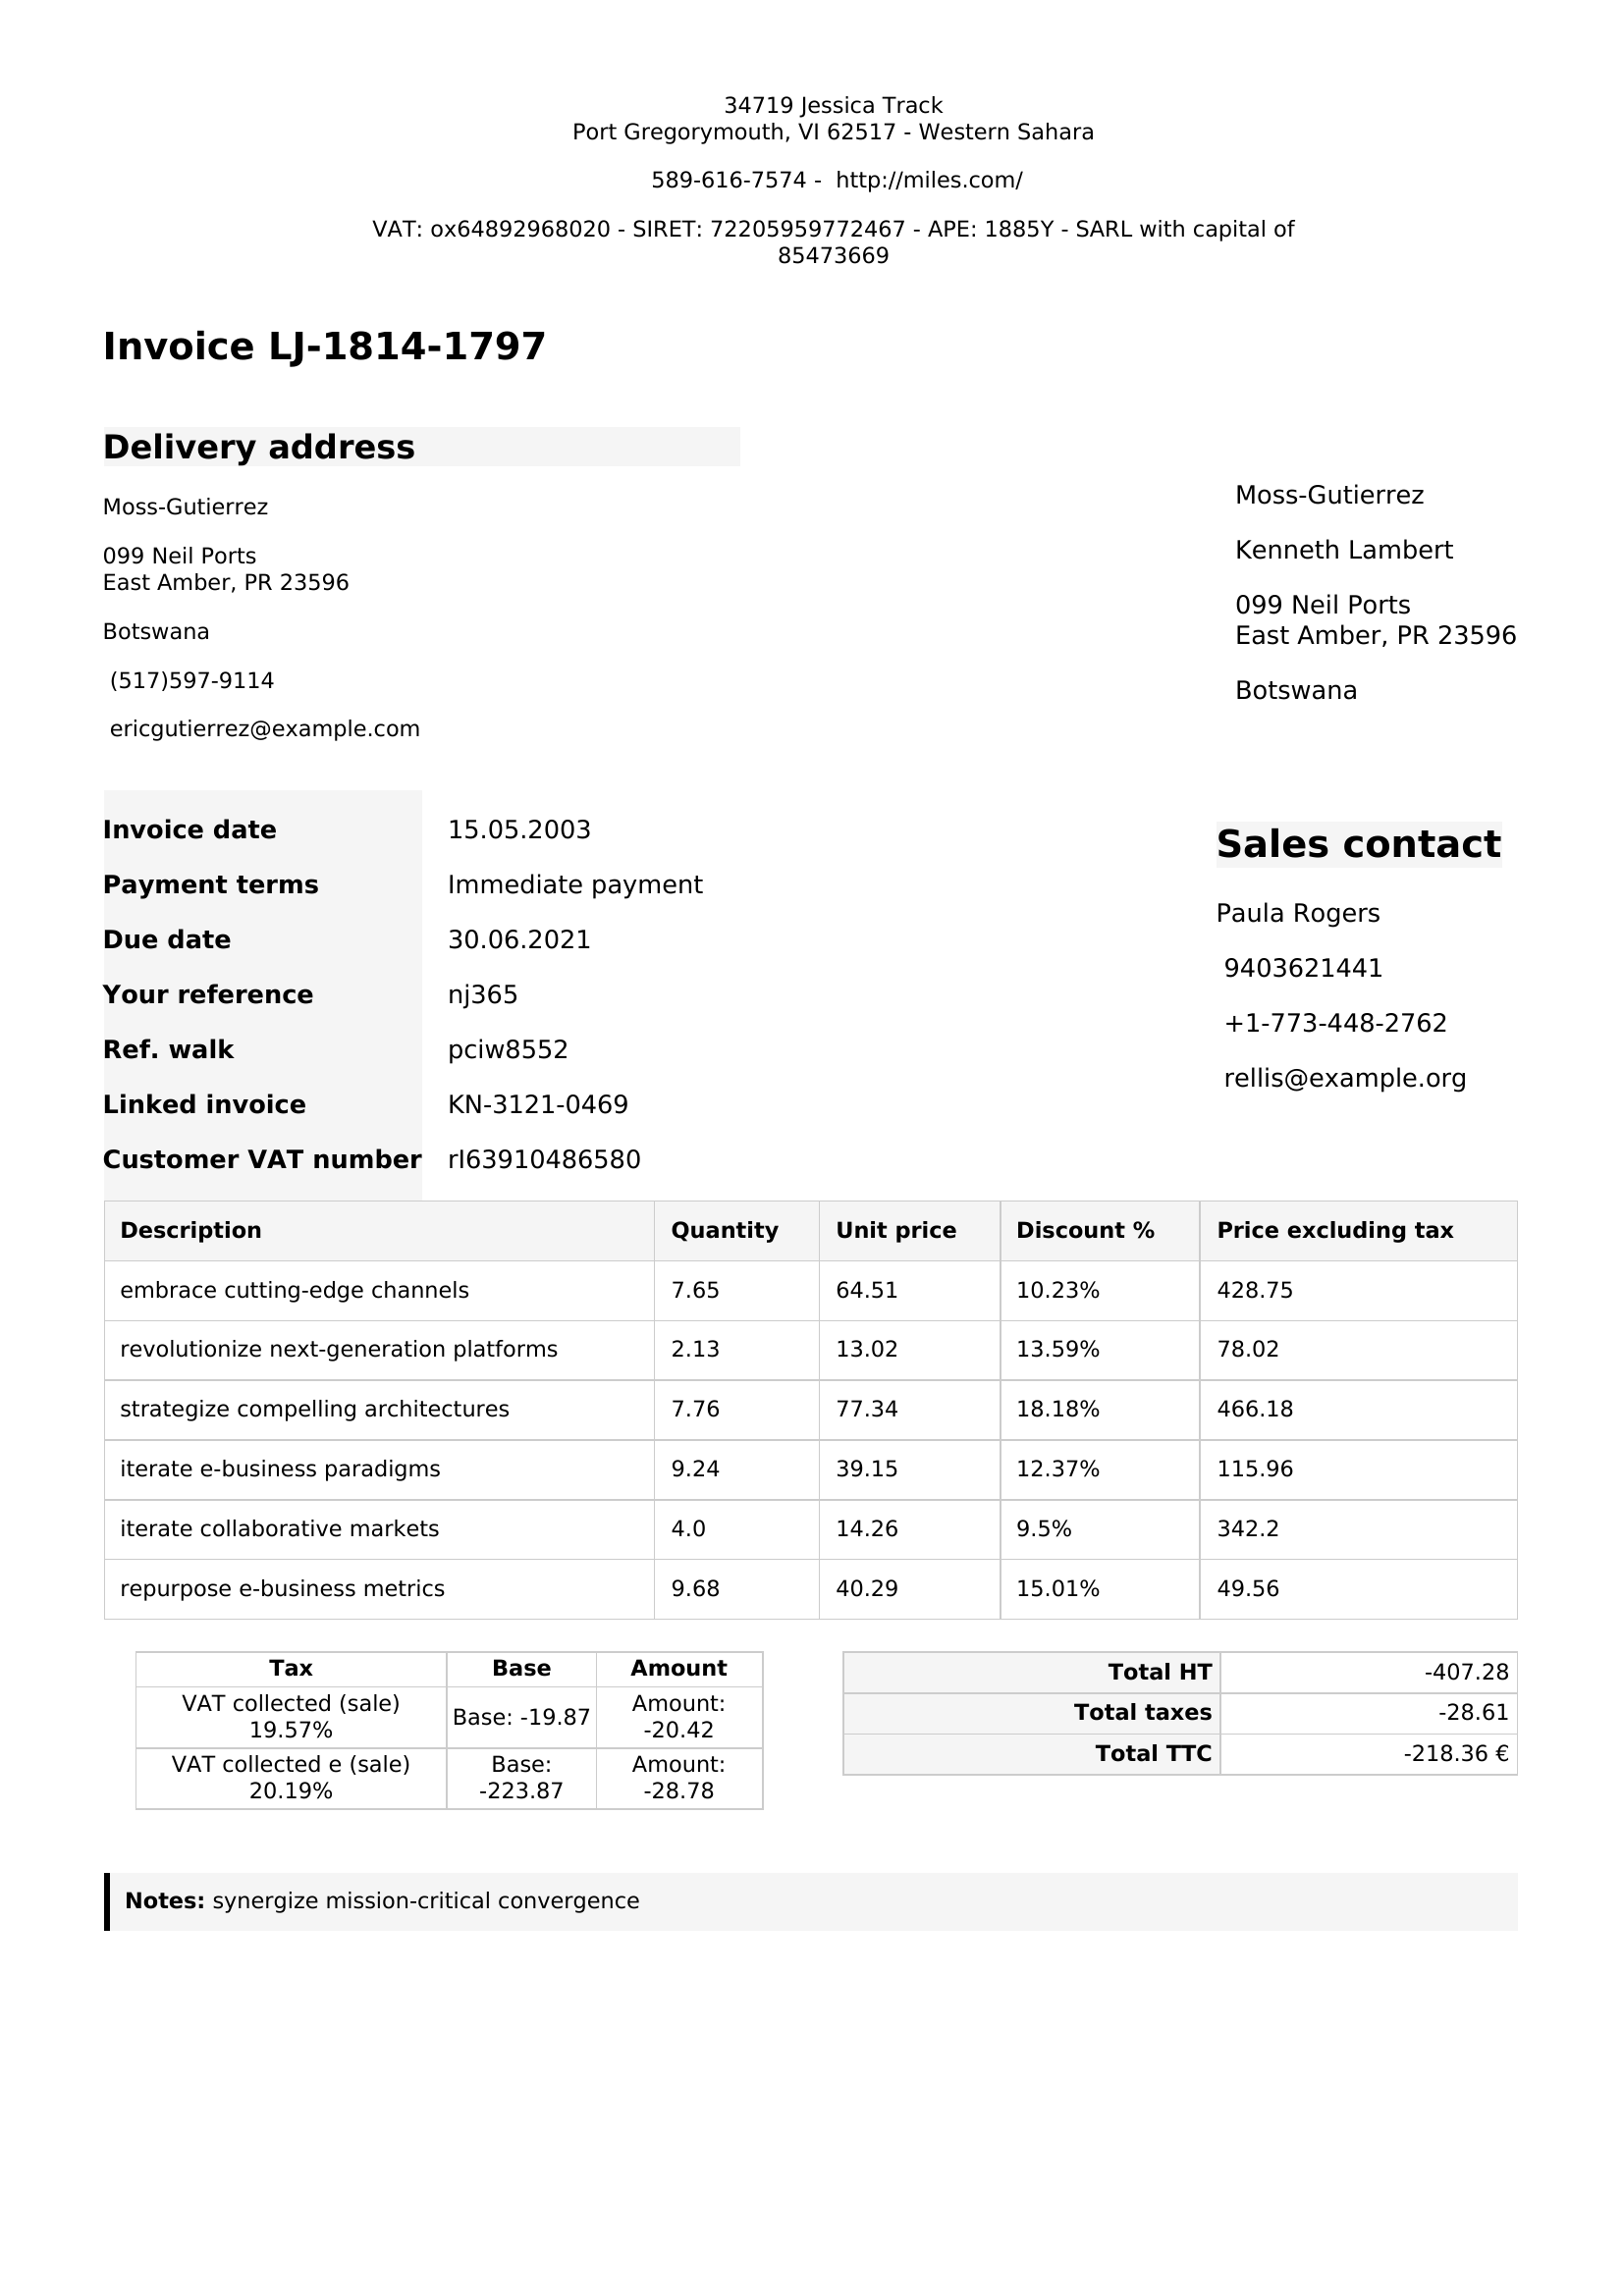 34719 Jessica Track
Port Gregorymouth, VI 62517 - Western Sahara
589-616-7574 -  http://miles.com/
VAT: ox64892968020 - SIRET: 72205959772467 - APE: 1885Y - SARL with capital of
85473669
Invoice LJ-1814-1797
Delivery address
Moss-Gutierrez
099 Neil Ports
East Amber, PR 23596
Botswana
(517)597-9114
ericgutierrez@example.com
Moss-Gutierrez
Kenneth Lambert
099 Neil Ports
East Amber, PR 23596
Botswana
Invoice date 15.05.2003
Payment terms Immediate payment
Due date 30.06.2021
Your reference nj365
Ref. walk pciw8552
Linked invoice KN-3121-0469
Customer VAT number rI63910486580
Sales contact
Paula Rogers
9403621441
+1-773-448-2762
rellis@example.org
Description Quantity Unit price Discount % Price excluding tax
embrace cutting-edge channels 7.65 64.51 10.23% 428.75
revolutionize next-generation platforms 2.13 13.02 13.59% 78.02
strategize compelling architectures 7.76 77.34 18.18% 466.18
iterate e-business paradigms 9.24 39.15 12.37% 115.96
iterate collaborative markets 4.0 14.26 9.5% 342.2
repurpose e-business metrics 9.68 40.29 15.01% 49.56
Tax Base Amount
VAT collected (sale) 19.57% Base: -19.87 Amount: -20.42
VAT collected e (sale) 20.19% Base: -223.87 Amount: -28.78
Total HT -407.28
Total taxes -28.61
Total TTC -218.36 €
Notes: synergize mission-critical convergence